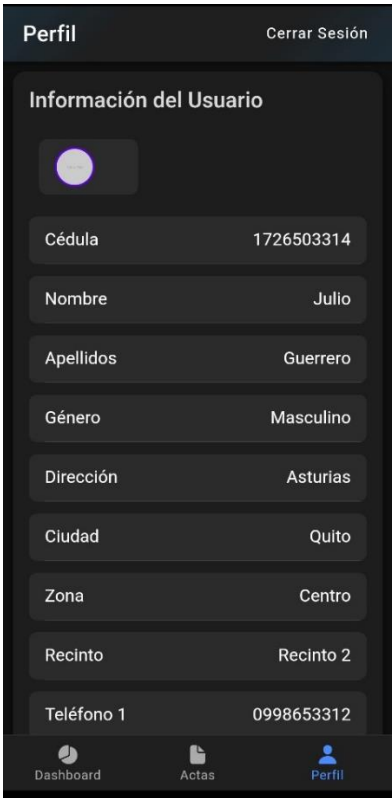 Perfil Cerrar Sesión
Información del Usuario
Cédula 1726503314
Nombre Julio
Apellidos Guerrero
Género Masculino
Dirección Asturias
Ciudad Quito
Zona Centro
Recinto Recinto 2
Teléfono 1 0998653312
Dashboard Actas Perfil